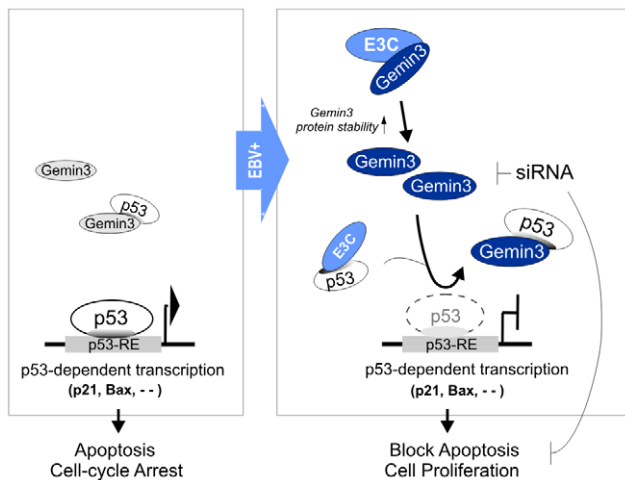 Gemin3
p53
Gemin3
p53
p53-RE
p53-dependent transcription
(p21, Bax, - - )
Apoptosis
Cell-cycle Arrest
EBV+
E3C
Gemin3
Gemin3
protein stability
Gemin3
Gemin3
siRNA
p53
Gemin3
E3C
p53
p53
p53-RE
p53-dependent transcription
(p21, Bax, - - )
Block Apoptosis
Cell Proliferation